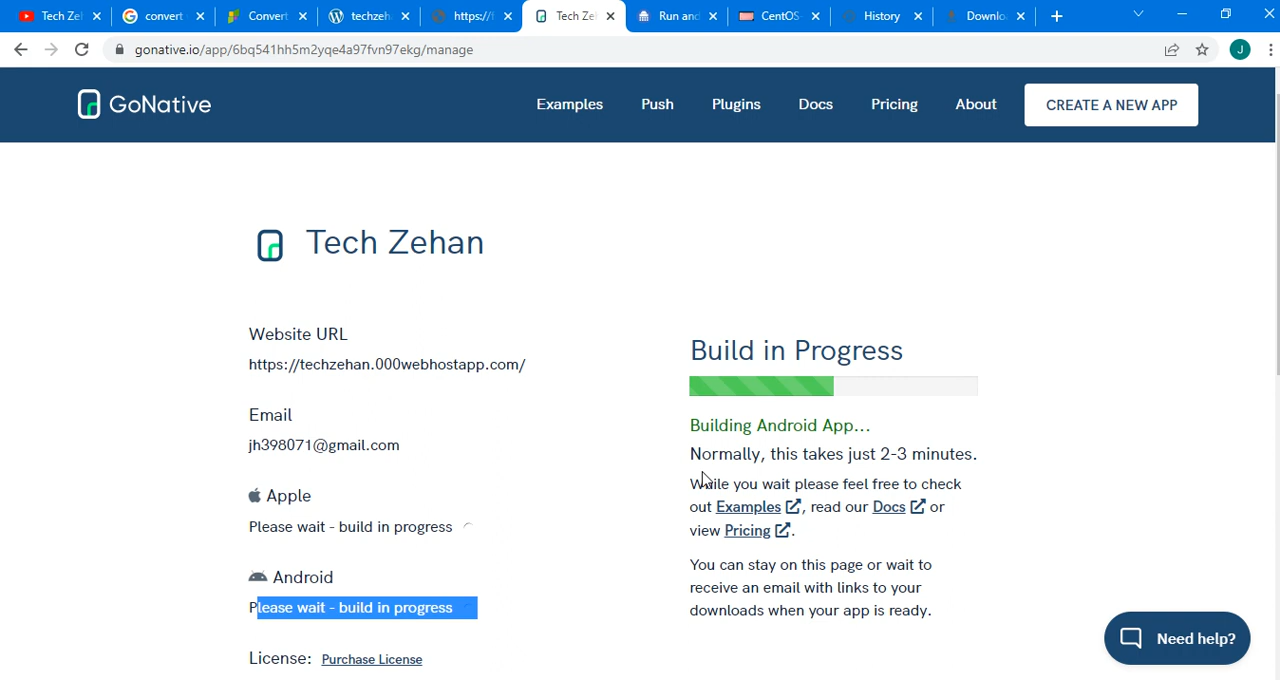 Tech Ze
convert
Convert
techzeh
https://
Tech Ze
Run and
CentOS
History
Downlo
gonative.io/app/6bq541hh5m2yqe4a97fvn97ekg/manage
J
GoNative
Examples
Push
Plugins
Docs
Pricing
About
CREATE A NEW APP
Tech Zehan
Website URL
https://techzehan.000webhostapp.com/
Email
jh398071@gmail.com
Apple
Please wait - build in progress
Android
Please wait - build in progress
License: Purchase License
Build in Progress
Building Android App...
Normally, this takes just 2-3 minutes.
While you wait please feel free to check
out Examples, read our Docs or
view Pricing.
You can stay on this page or wait to
receive an email with links to your
downloads when your app is ready.
Need help?